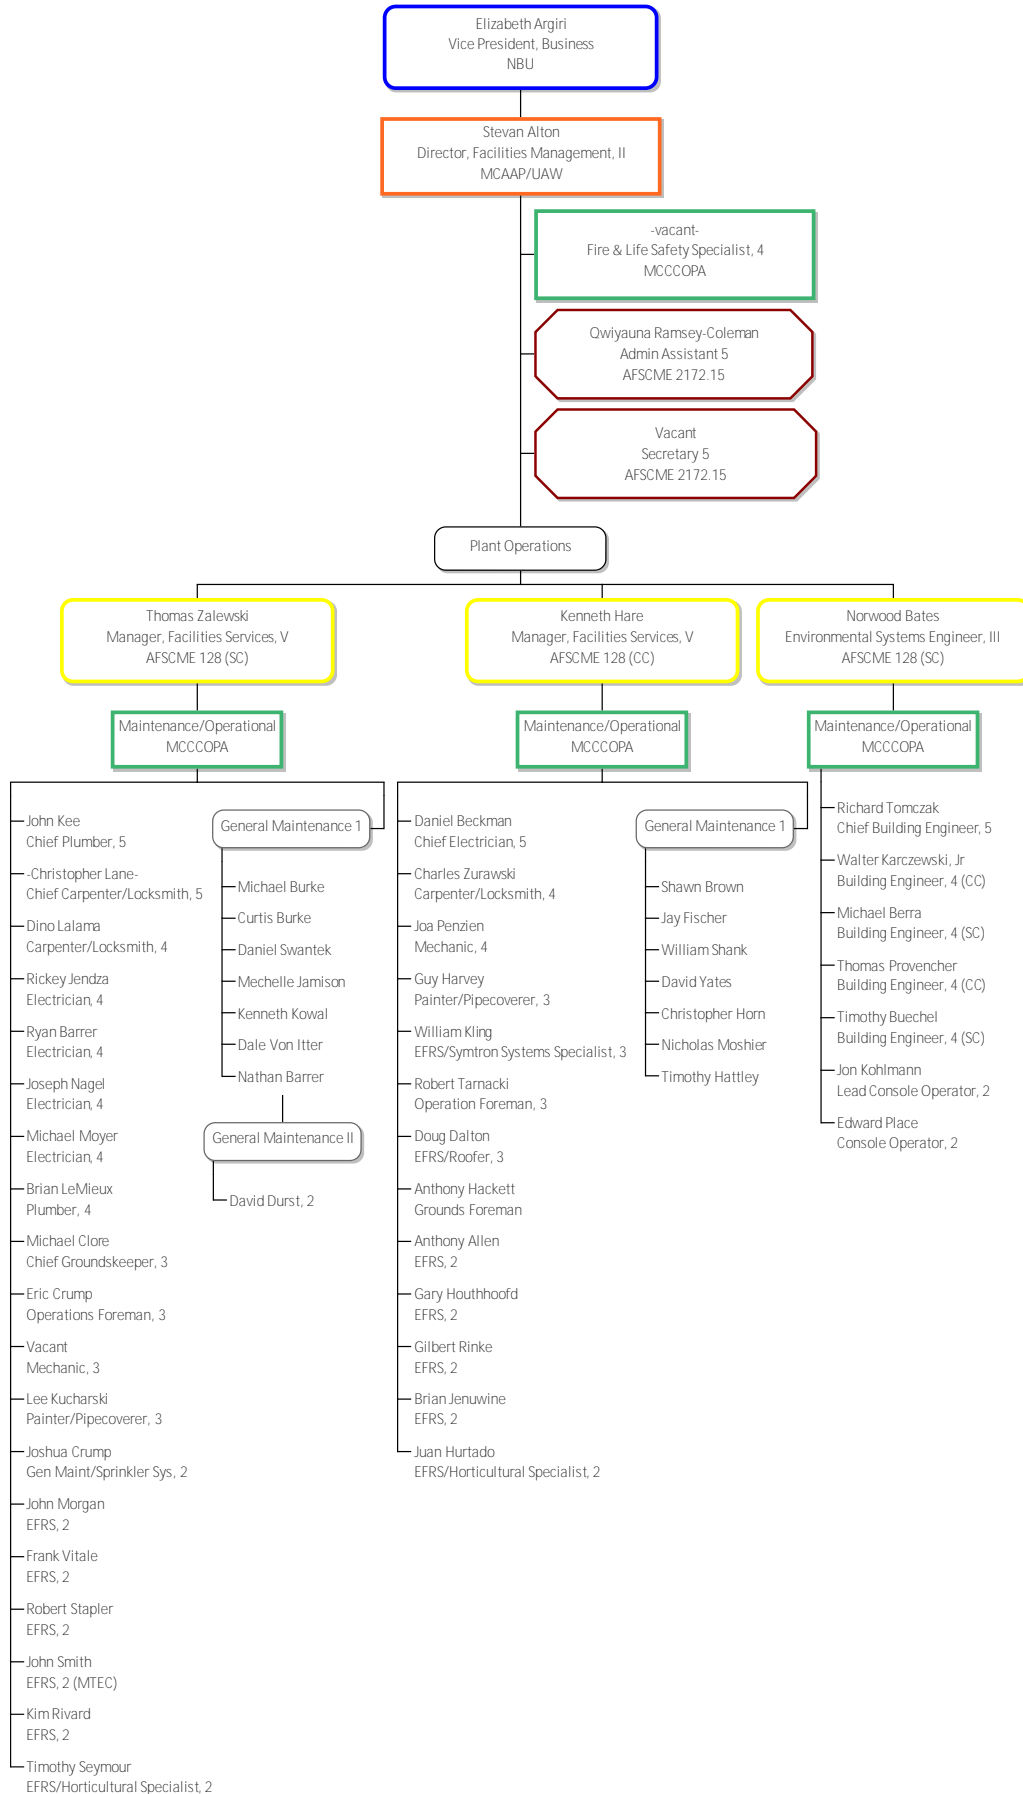 Elizabeth Argiri
Vice President, Business
NBU
Stevan Alton
Director, Facilities Management, II
MCAAP/UAW
-vacant-
Fire & Life Safety Specialist, 4
MCCCOPA
Qwiyauna Ramsey-Coleman
Admin Assistant 5
AFSCME 2172.15
Vacant
Secretary 5
AFSCME 2172.15
Plant Operations
Thomas Zalewski
Manager, Facilities Services, V
AFSCME 128 (SC)
Kenneth Hare
Manager, Facilities Services, V
AFSCME 128 (CC)
Norwood Bates
Environmental Systems Engineer, III
AFSCME 128 (SC)
Maintenance/Operational
MCCCOPA
Maintenance/Operational
MCCCOPA
Maintenance/Operational
MCCCOPA
John Kee
Chief Plumber, 5
-Christopher Lane-
Chief Carpenter/Locksmith, 5
Dino Lalama
Carpenter/Locksmith, 4
Rickey Jendza
Electrician, 4
Ryan Barrer
Electrician, 4
Joseph Nagel
Electrician, 4
Michael Moyer
Electrician, 4
Brian LeMieux
Plumber, 4
Michael Clore
Chief Groundskeeper, 3
Eric Crump
Operations Foreman, 3
Vacant
Mechanic, 3
Lee Kucharski
Painter/Pipecoverer, 3
Joshua Crump
Gen Maint/Sprinkler Sys, 2
John Morgan
EFRS, 2
Frank Vitale
EFRS, 2
Robert Stapler
EFRS, 2
John Smith
EFRS, 2 (MTEC)
Kim Rivard
EFRS, 2
Timothy Seymour
EFRS/Horticultural Specialist, 2
General Maintenance 1
Michael Burke
Curtis Burke
Daniel Swantek
Mechelle Jamison
Kenneth Kowal
Dale Von Itter
Nathan Barrer
General Maintenance II
David Durst, 2
Daniel Beckman
Chief Electrician, 5
Charles Zurawski
Carpenter/Locksmith, 4
Joa Penzien
Mechanic, 4
Guy Harvey
Painter/Pipecoverer, 3
William Kling
EFRS/Symtron Systems Specialist, 3
Robert Tarnacki
Operation Foreman, 3
Doug Dalton
EFRS/Roofer, 3
Anthony Hackett
Grounds Foreman
Anthony Allen
EFRS, 2
Gary Houthhoofd
EFRS, 2
Gilbert Rinke
EFRS, 2
Brian Jenuwine
EFRS, 2
Juan Hurtado
EFRS/Horticultural Specialist, 2
General Maintenance 1
Shawn Brown
Jay Fischer
William Shank
David Yates
Christopher Horn
Nicholas Moshier
Timothy Hattley
Richard Tomczak
Chief Building Engineer, 5
Walter Karczewski, Jr
Building Engineer, 4 (CC)
Michael Berra
Building Engineer, 4 (SC)
Thomas Provencher
Building Engineer, 4 (CC)
Timothy Buechel
Building Engineer, 4 (SC)
Jon Kohlmann
Lead Console Operator, 2
Edward Place
Console Operator, 2